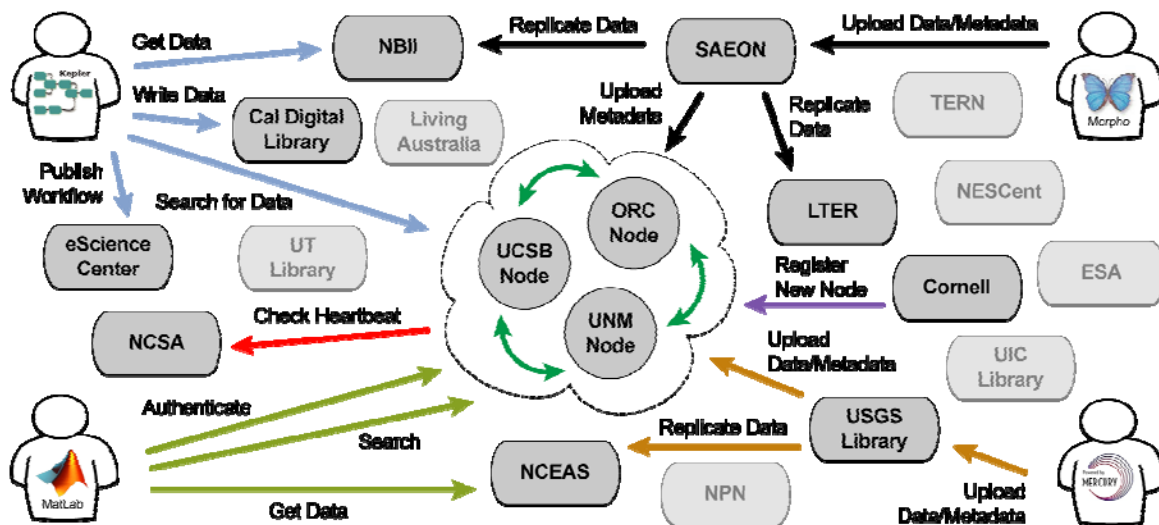 Get Data
NBII
Replicate Data
SAEON
Upload Data/Metadata
Kepler
Write Data
Cal Digital
Library
Living
Australia
Upload
Metadata
Replicate
Data
TERN
Morpho
Publish
Workflow
Search for Data
ORC
Node
LTER
NESCent
eScience
Center
UT
Library
UCSB
Node
Register
New Node
Cornell
ESA
NCSA
Check Heartbeat
UNM
Node
Upload
Data/Metadata
UIC
Library
Authenticate
Search
Replicate Data
USGS
Library
MatLab
Get Data
NCEAS
NPN
Upload
Data/Metadata
Powered by
MERCURY